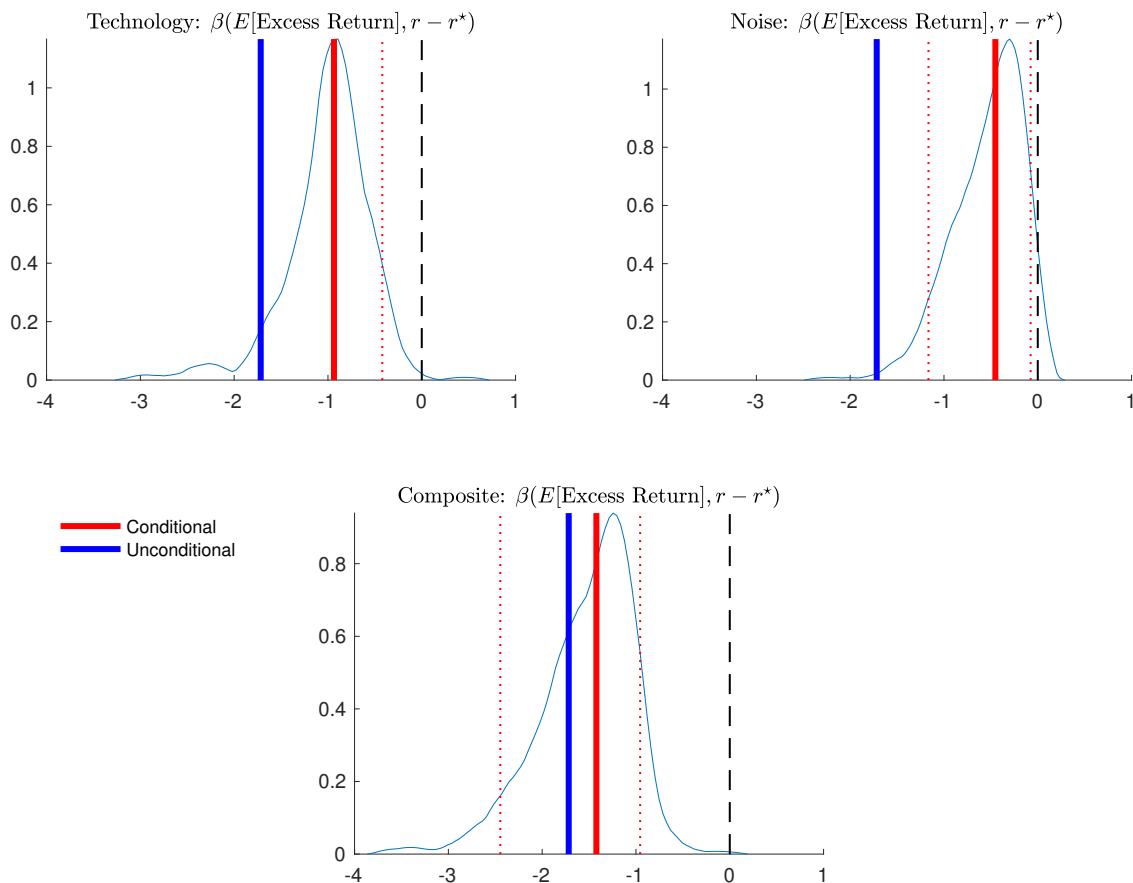 Technology: β(E[Excess Return], r − r⋆)
Noise: β(E[Excess Return], r − r⋆)
1
0.8
0.6
0.4
0.2
0
-4 -3 -2 -1 0 1
1
0.8
0.6
0.4
0.2
0
-4 -3 -2 -1 0 1
Composite: β(E[Excess Return], r − r⋆)
Conditional
Unconditional
0.8
0.6
0.4
0.2
0
-4 -3 -2 -1 0 1